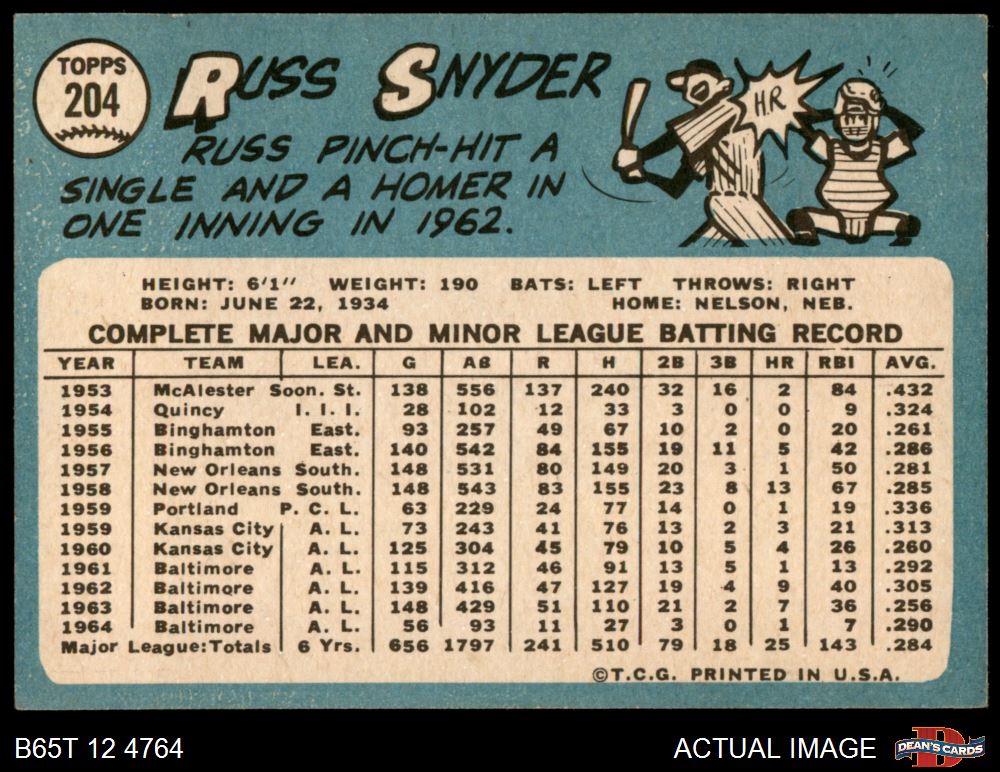 TOPPS
204
RUSS SNYDER
RUSS PINCH-HIT A
SINGLE AND A HOMER IN
ONE INNING IN 1962.
H.R
HEIGHT: 6'1" WEIGHT: 190 BATS: LEFT THROWS: RIGHT
BORN: JUNE 22, 1934 HOME: NELSON, NEB.
COMPLETE MAJOR AND MINOR LEAGUE BATTING RECORD
YEAR TEAM LEA. G AB R H 2B 3B HR RBI AVG.
1953 McAlester Soon. St. 138 556 137 240 32 16 2 84 .432
1954 Quincy I. I. I. 28 102 12 33 3 0 0 9 .324
1955 Binghamton East. 93 257 49 67 10 2 0 20 .261
1956 Binghamton East. 140 542 84 155 19 11 5 42 .286
1957 New Orleans South. 148 531 80 149 20 3 1 50 .281
1958 New Orleans South. 148 543 83 155 23 8 13 67 .285
1959 Portland P. C. L. 63 229 24 77 14 0 1 19 .336
1959 Kansas City A. L. 73 243 41 76 13 2 3 21 .313
1960 Kansas City A. L. 125 304 45 79 10 5 4 26 .260
1961 Baltimore A. L. 115 312 46 91 13 5 1 13 .292
1962 Baltimore A. L. 139 416 47 127 19 4 9 40 .305
1963 Baltimore A. L. 148 429 51 110 21 2 7 36 .256
1964 Baltimore A. L. 56 93 11 27 3 0 1 7 .290
Major League:Totals 6 Yrs. 656 1797 241 510 79 18 25 143 .284
©T.C.G. PRINTED IN U.S.A.
B65T 12 4764 ACTUAL IMAGE D DEAN'S CARDS